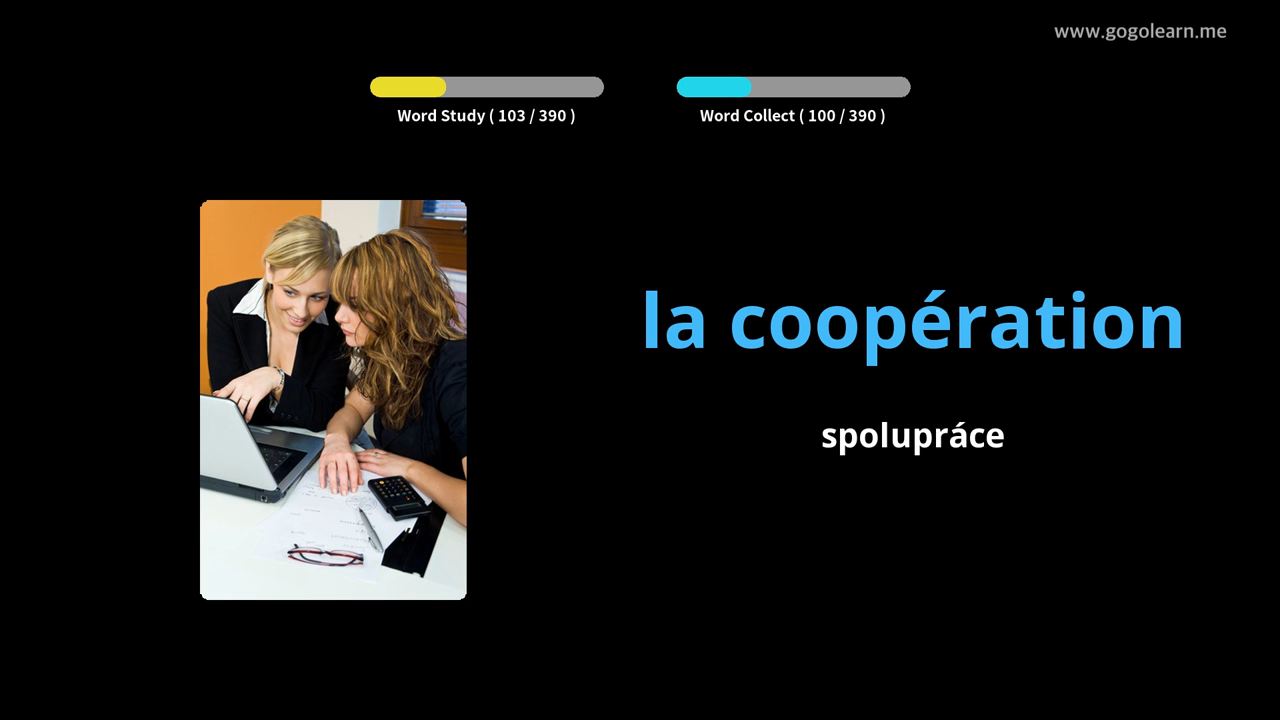 www.gogolearn.me
Word Study ( 103 / 390 )
Word Collect ( 100 / 390 )
la coopération
spolupráce